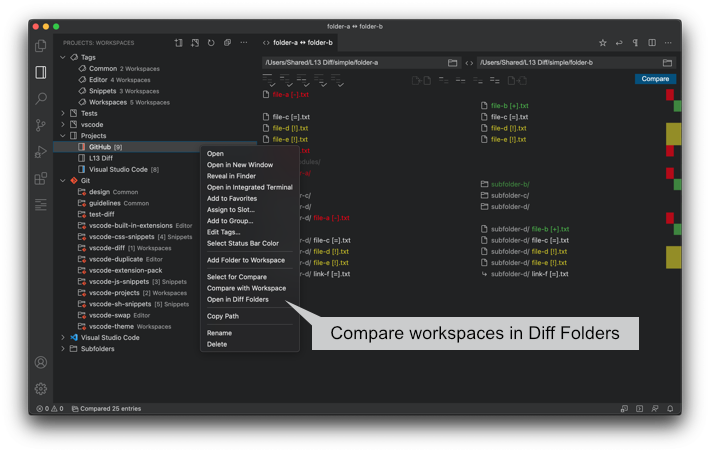 folder-a ↔ folder-b
PROJECTS: WORKSPACES
<> folder-a ↔ folder-b
/Users/Shared/L13 Diff/simple/folder-a
<> /Users/Shared/L13 Diff/simple/folder-b
Compare
Tags
Common 2 Workspaces
Editor 4 Workspaces
Snippets 3 Workspaces
Workspaces 5 Workspaces
Tests
vscode
Projects
GitHub [9]
L13 Diff
Visual Studio Code [8]
Git
design Common
guidelines Common
test-diff
vscode-built-in-extensions Editor
vscode-css-snippets [7] Workspaces
vscode-diff [1] Workspaces
vscode-duplicate Editor
vscode-extension-pack
vscode-js-snippets [3] Workspaces
vscode-projects [2] Workspaces
vscode-sh-snippets [5] Workspaces
vscode-swap Editor
vscode-theme Workspaces
Visual Studio Code
Subfolders
Open
Open in New Window
Reveal in Finder
Open in Integrated Terminal
Add to Favorites
Assign to Slot...
Add to Group...
Edit Tags...
Select Status Bar Color
Add Folder to Workspace
Select for Compare
Compare with Workspace
Open in Diff Folders
Copy Path
Rename
Delete
file-a [-].txt
file-c [=].txt
file-d [!].txt
file-e [!].txt
.txt
odules/
r-a/
r-c/
r-d/
r-d/ file-a [-].txt
r-d/ file-c [=].txt
r-d/ file-d [!].txt
r-d/ file-e [!].txt
r-d/ link-f [=].txt
file-b [+].txt
file-c [=].txt
file-d [!].txt
file-e [!].txt
subfolder-b/
subfolder-c/
subfolder-d/
subfolder-d/ file-b [+].txt
subfolder-d/ file-c [=].txt
subfolder-d/ file-d [!].txt
subfolder-d/ file-e [!].txt
subfolder-d/ link-f [=].txt
Compare workspaces in Diff Folders
0 0 Compared 25 entries